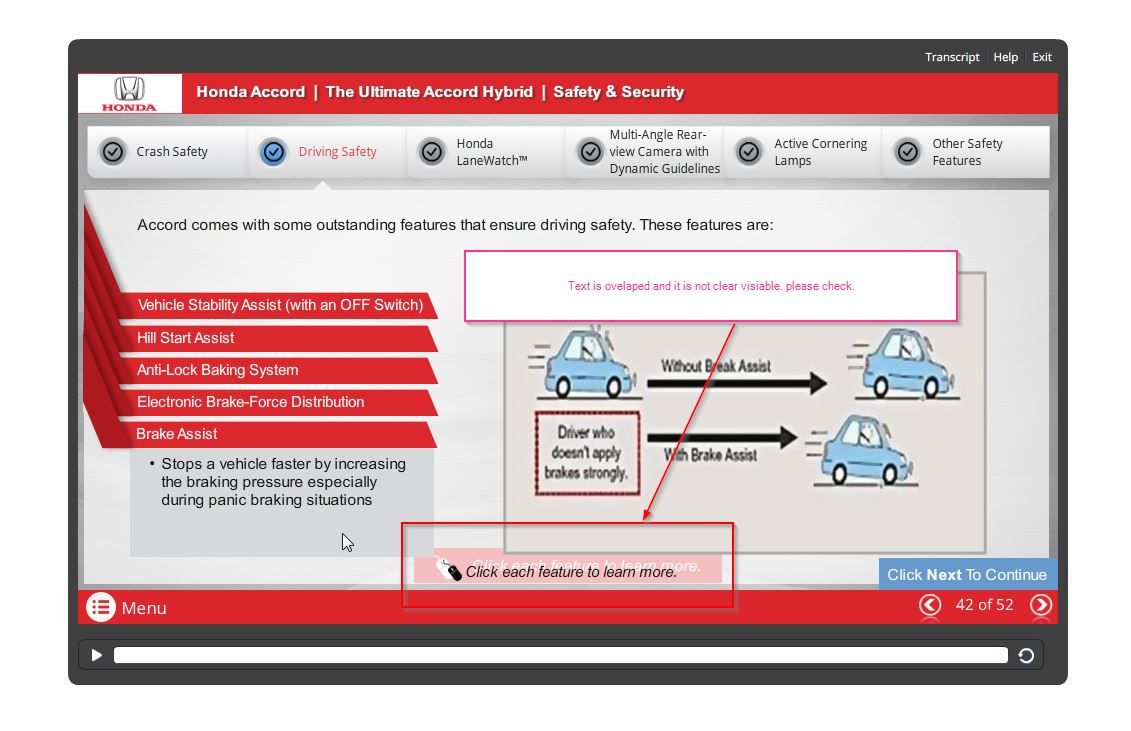 Transcript Help Exit
HONDA
Honda Accord | The Ultimate Accord Hybrid | Safety & Security
Crash Safety
Driving Safety
Honda
LaneWatch™
Multi-Angle Rear-
view Camera with
Dynamic Guidelines
Active Cornering
Lamps
Other Safety
Features
Accord comes with some outstanding features that ensure driving safety. These features are:
Text is ovelaped and it is not clear visiable. please check.
Vehicle Stability Assist (with an OFF Switch)
Hill Start Assist
Anti-Lock Baking System
Electronic Brake-Force Distribution
Brake Assist
• Stops a vehicle faster by increasing
the braking pressure especially
during panic braking situations
Without Break Assist
Driver who
doesn't apply
brakes strongly.
With Brake Assist
Click each feature to learn more.
Click each feature to learn more.
Click Next To Continue
Menu
42 of 52